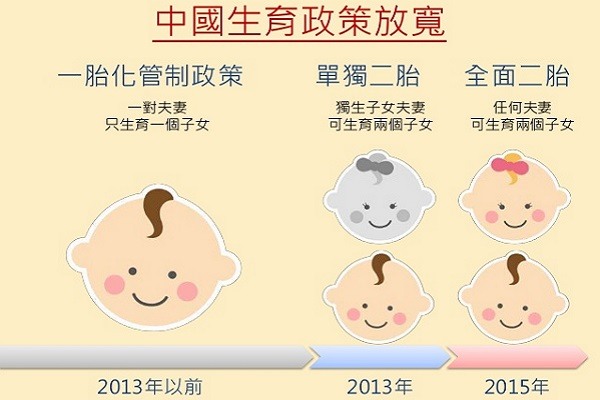 中國生育政策放寬
一胎化管制政策
一對夫妻
只生育一個子女
單獨二胎
獨生子女夫妻
可生育兩個子女
全面二胎
任何夫妻
可生育兩個子女
2013年以前
2013年
2015年